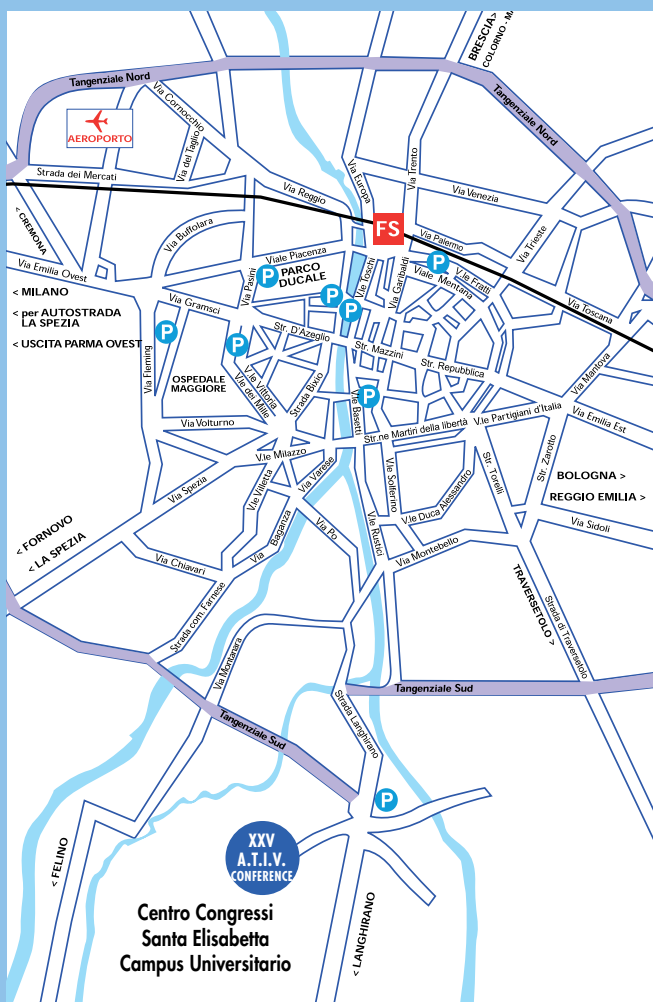 BRESCIA>
COLORNO - MA
Tangenziale Nord
Via Cornocchio
AEROPORTO
Via del Taglio
Tangenziale Nord
Strada dei Mercati
Via Reggio
Via Europa
Via Trento
Via Venezia
< CREMONA
Via Buffolara
FS
Via Palermo
Via Trieste
Viale Piacenza
P
Via Emilia Ovest
P
PARCO
DUCALE
V.le Toschi
Via Garibaldi
Viale Mentana
V.le Fratti
< MILANO
Via Pasini
P
P
Via Toscana
< per AUTOSTRADA
LA SPEZIA
Via Gramsci
P
P
Str. D'Azeglio
Str. Mazzini
< USCITA PARMA OVEST
Via Fleming
Str. Repubblica
Via Mantova
OSPEDALE
MAGGIORE
V.le Vittoria
V.le dei Mille
Strada Bixio
P
V.le Basetti
V.le Partigiani d'Italia
Via Emilia Est
Via Volturno
Str.ne Martiri della libertà
V.le Milazzo
Via Varese
V.le Solferino
Str. Torelli
Str. Zarotto
BOLOGNA >
REGGIO EMILIA >
Via Spezia
V.le Villetta
V.le Duca Alessandro
Via Sidoli
< FORNOVO
< LA SPEZIA
Via Baganza
Via Po
V.le Rustici
Via Montebello
Via Chiavari
TRAVERSETOLO >
Strada di Traversetolo
Strada com. Farnese
Via Montanara
Tangenziale Sud
Strada Langhirano
Tangenziale Sud
P
< FELINO
XXV
A.T.I.V.
CONFERENCE
Centro Congressi
Santa Elisabetta
Campus Universitario
< LANGHIRANO